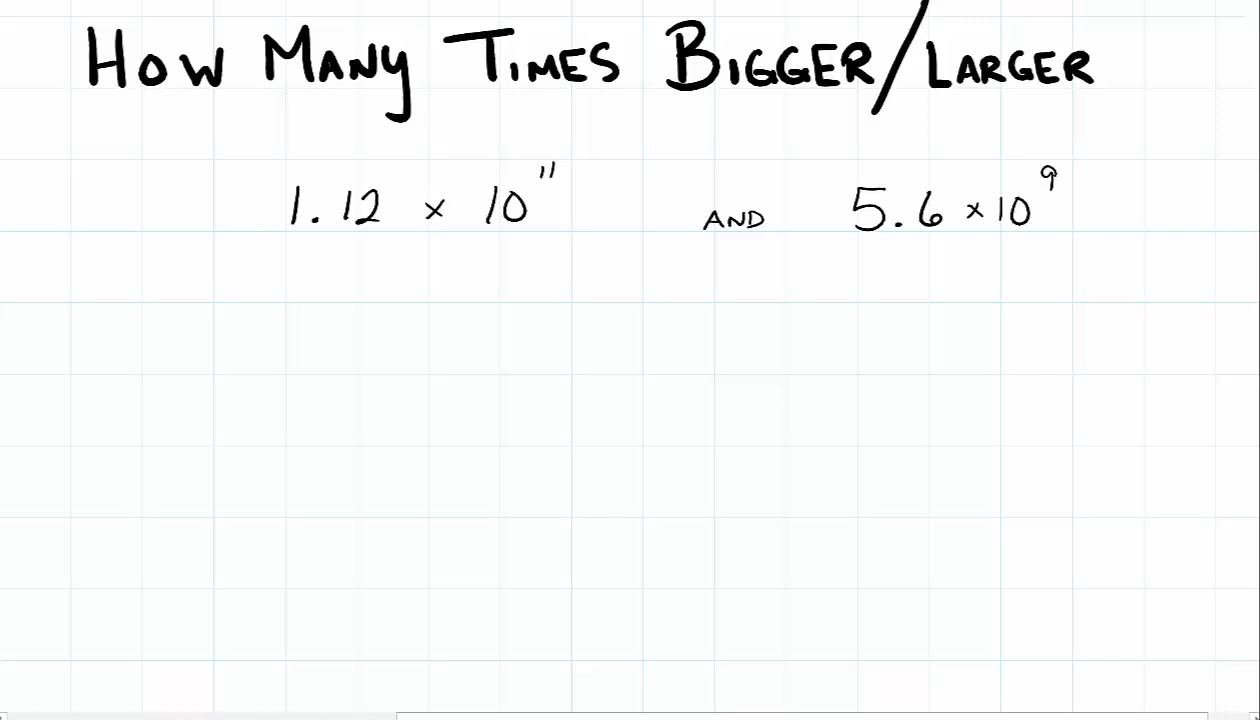 HOW MANY TIMES BIGGER/LARGER
1.12 × 10¹¹ AND 5.6 × 10⁹